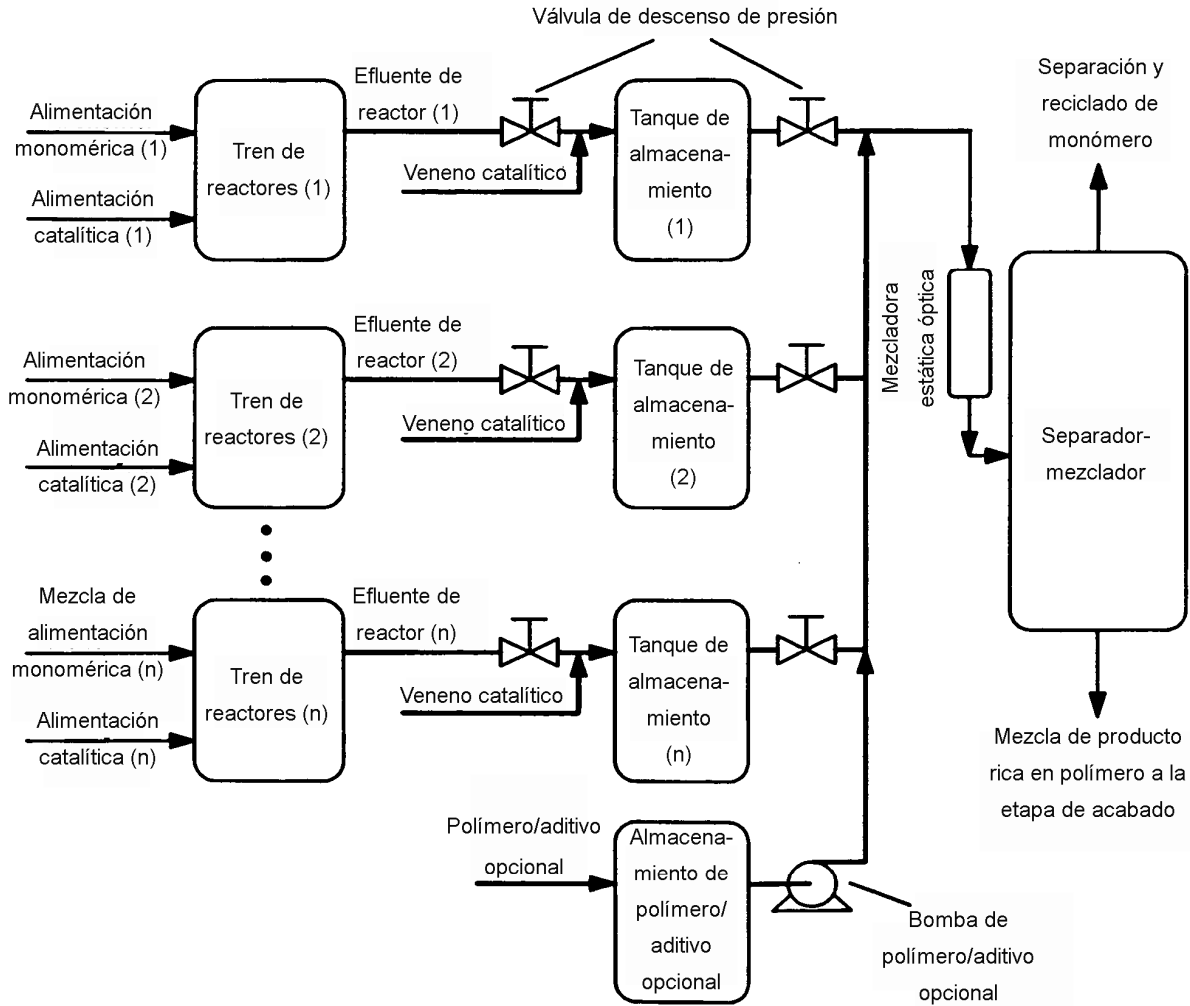 Válvula de descenso de presión
Alimentación
monomérica (1)
Alimentación
catalítica (1)
Tren de
reactores (1)
Efluente de
reactor (1)
Veneno catalítico
Tanque de
almacena-
miento
(1)
Separación y
reciclado de
monómero
Alimentación
monomérica (2)
Alimentación
catalítica (2)
Tren de
reactores (2)
Efluente de
reactor (2)
Veneno catalítico
Tanque de
almacena-
miento
(2)
Mezcladora
estática óptica
Separador-
mezclador
Mezcla de
alimentación
monomérica (n)
Alimentación
catalítica (n)
Tren de
reactores (n)
Efluente de
reactor (n)
Veneno catalítico
Tanque de
almacena-
miento
(n)
Mezcla de producto
rica en polímero a la
etapa de acabado
Polímero/aditivo
opcional
Almacena-
miento de
polímero/
aditivo
opcional
Bomba de
polímero/aditivo
opcional